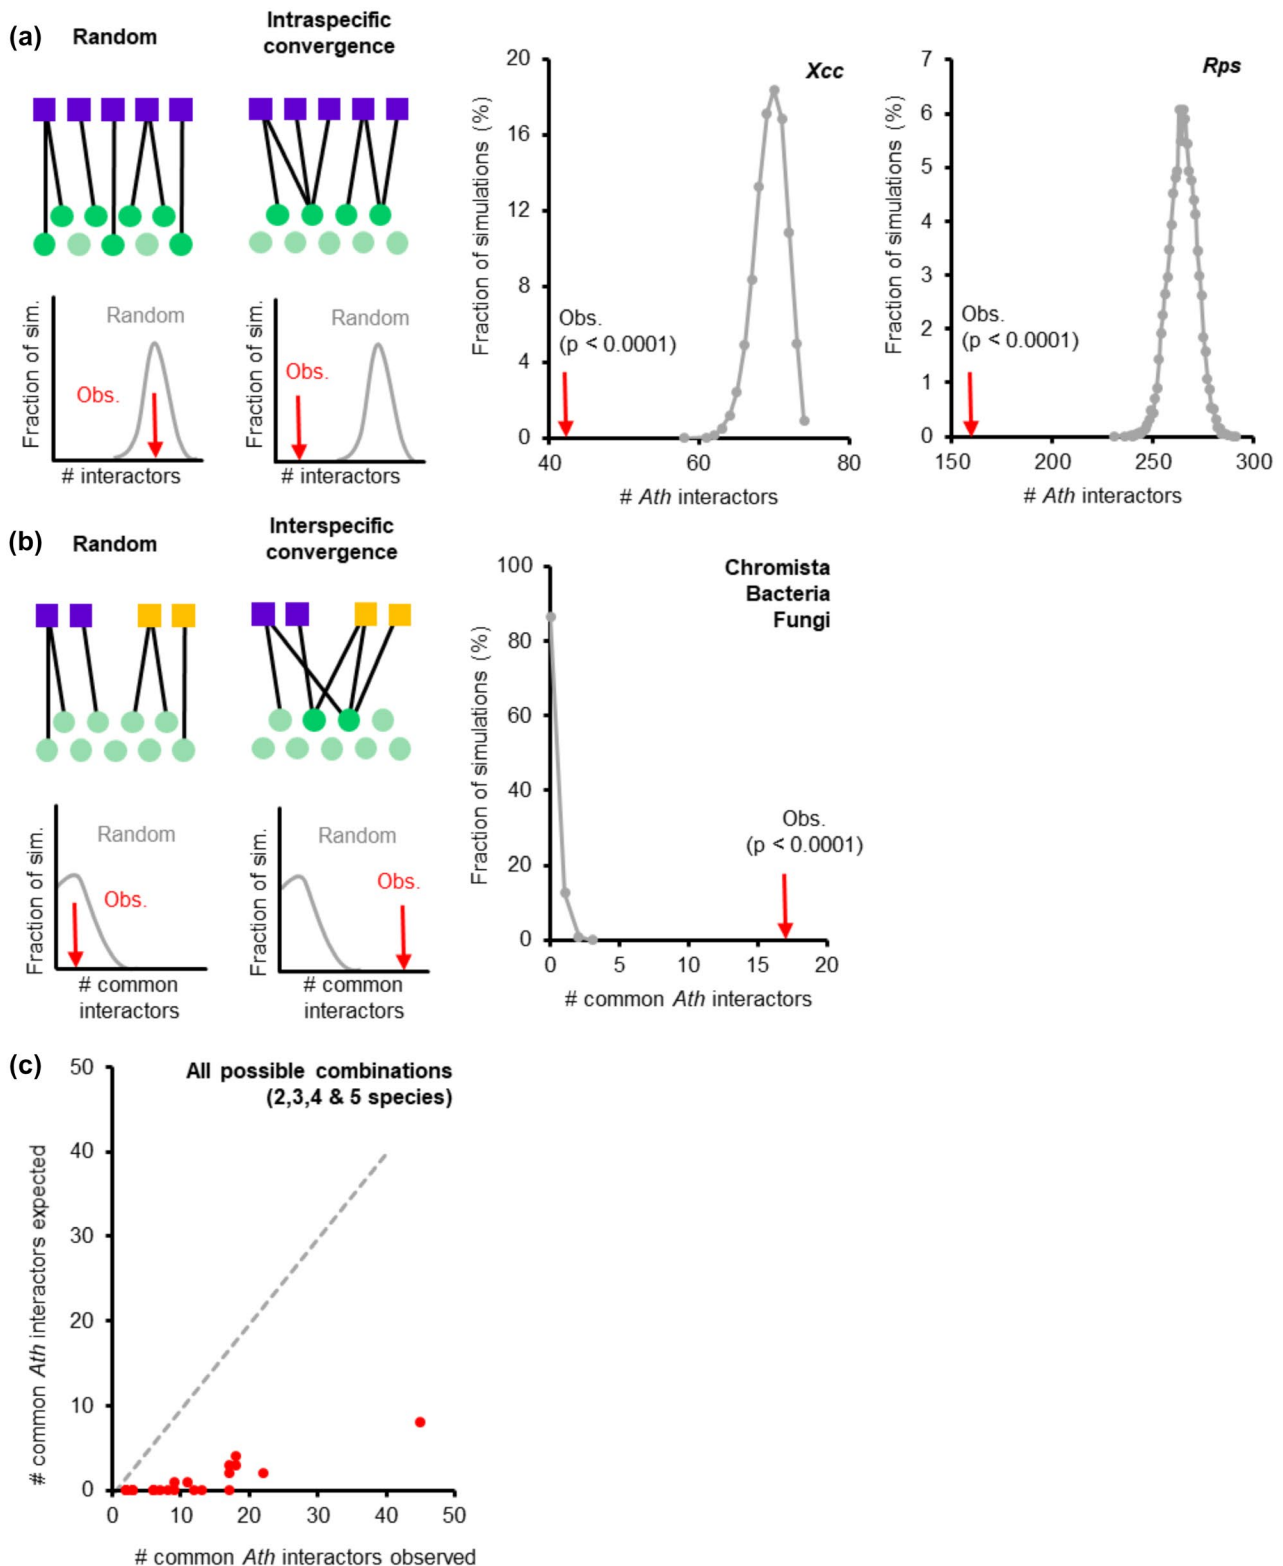 (a)
Random
Intraspecific
convergence
Fraction of sim.
Random
Obs.
# interactors
Fraction of sim.
Random
Obs.
# interactors
Xcc
Fraction of simulations (%)
20
16
12
8
4
0
Obs.
(p < 0.0001)
40
60
80
# Ath interactors
Rps
Fraction of simulations (%)
7
6
5
4
3
2
1
0
Obs.
(p < 0.0001)
150
200
250
300
# Ath interactors
(b)
Random
Interspecific
convergence
Fraction of sim.
Random
Obs.
# common
interactors
Fraction of sim.
Random
Obs.
# common
interactors
Chromista
Bacteria
Fungi
Fraction of simulations (%)
100
80
60
40
20
0
Obs.
(p < 0.0001)
0
5
10
15
20
# common Ath interactors
(c)
All possible combinations
(2,3,4 & 5 species)
# common Ath interactors expected
50
40
30
20
10
0
0
10
20
30
40
50
# common Ath interactors observed